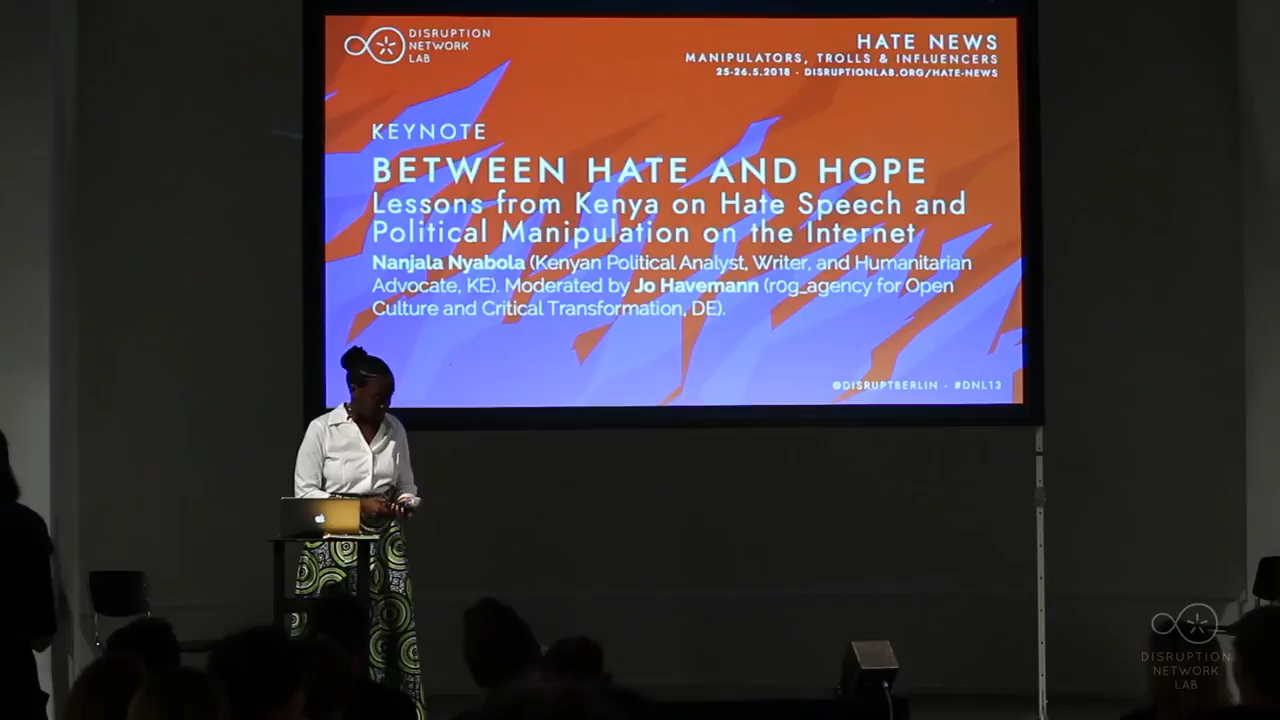 DISRUPTION
NETWORK
LAB
HATE NEWS
MANIPULATORS, TROLLS & INFLUENCERS
25-26.5.2018 · DISRUPTIONLAB.ORG/HATE-NEWS
KEYNOTE
BETWEEN HATE AND HOPE
Lessons from Kenya on Hate Speech and
Political Manipulation on the Internet
Nanjala Nyabola (Kenyan Political Analyst, Writer, and Humanitarian
Advocate, KE). Moderated by Jo Havemann (r0g_agency for Open
Culture and Critical Transformation, DE).
@DISRUPTBERLIN · #DNL13
DISRUPTION
NETWORK
LAB